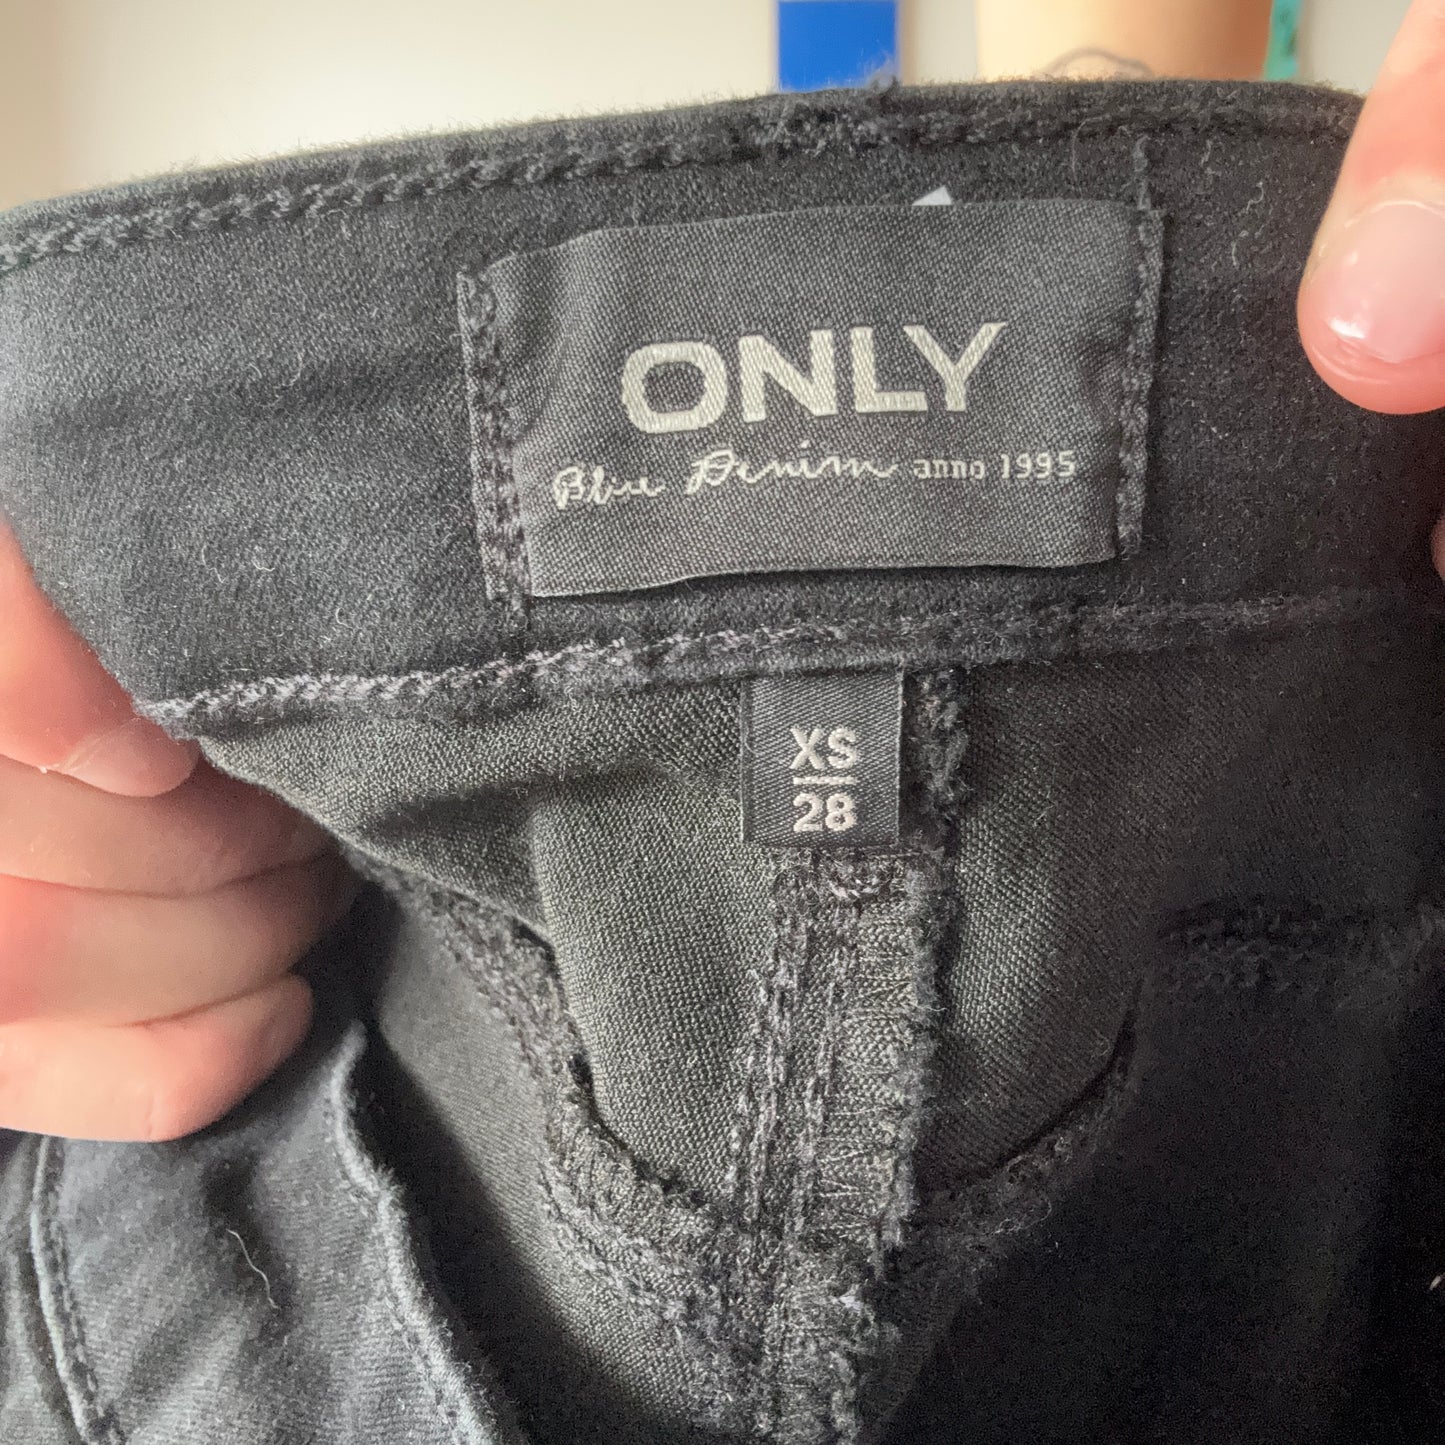 ONLY
Blue Denim anno 1995
XS
28